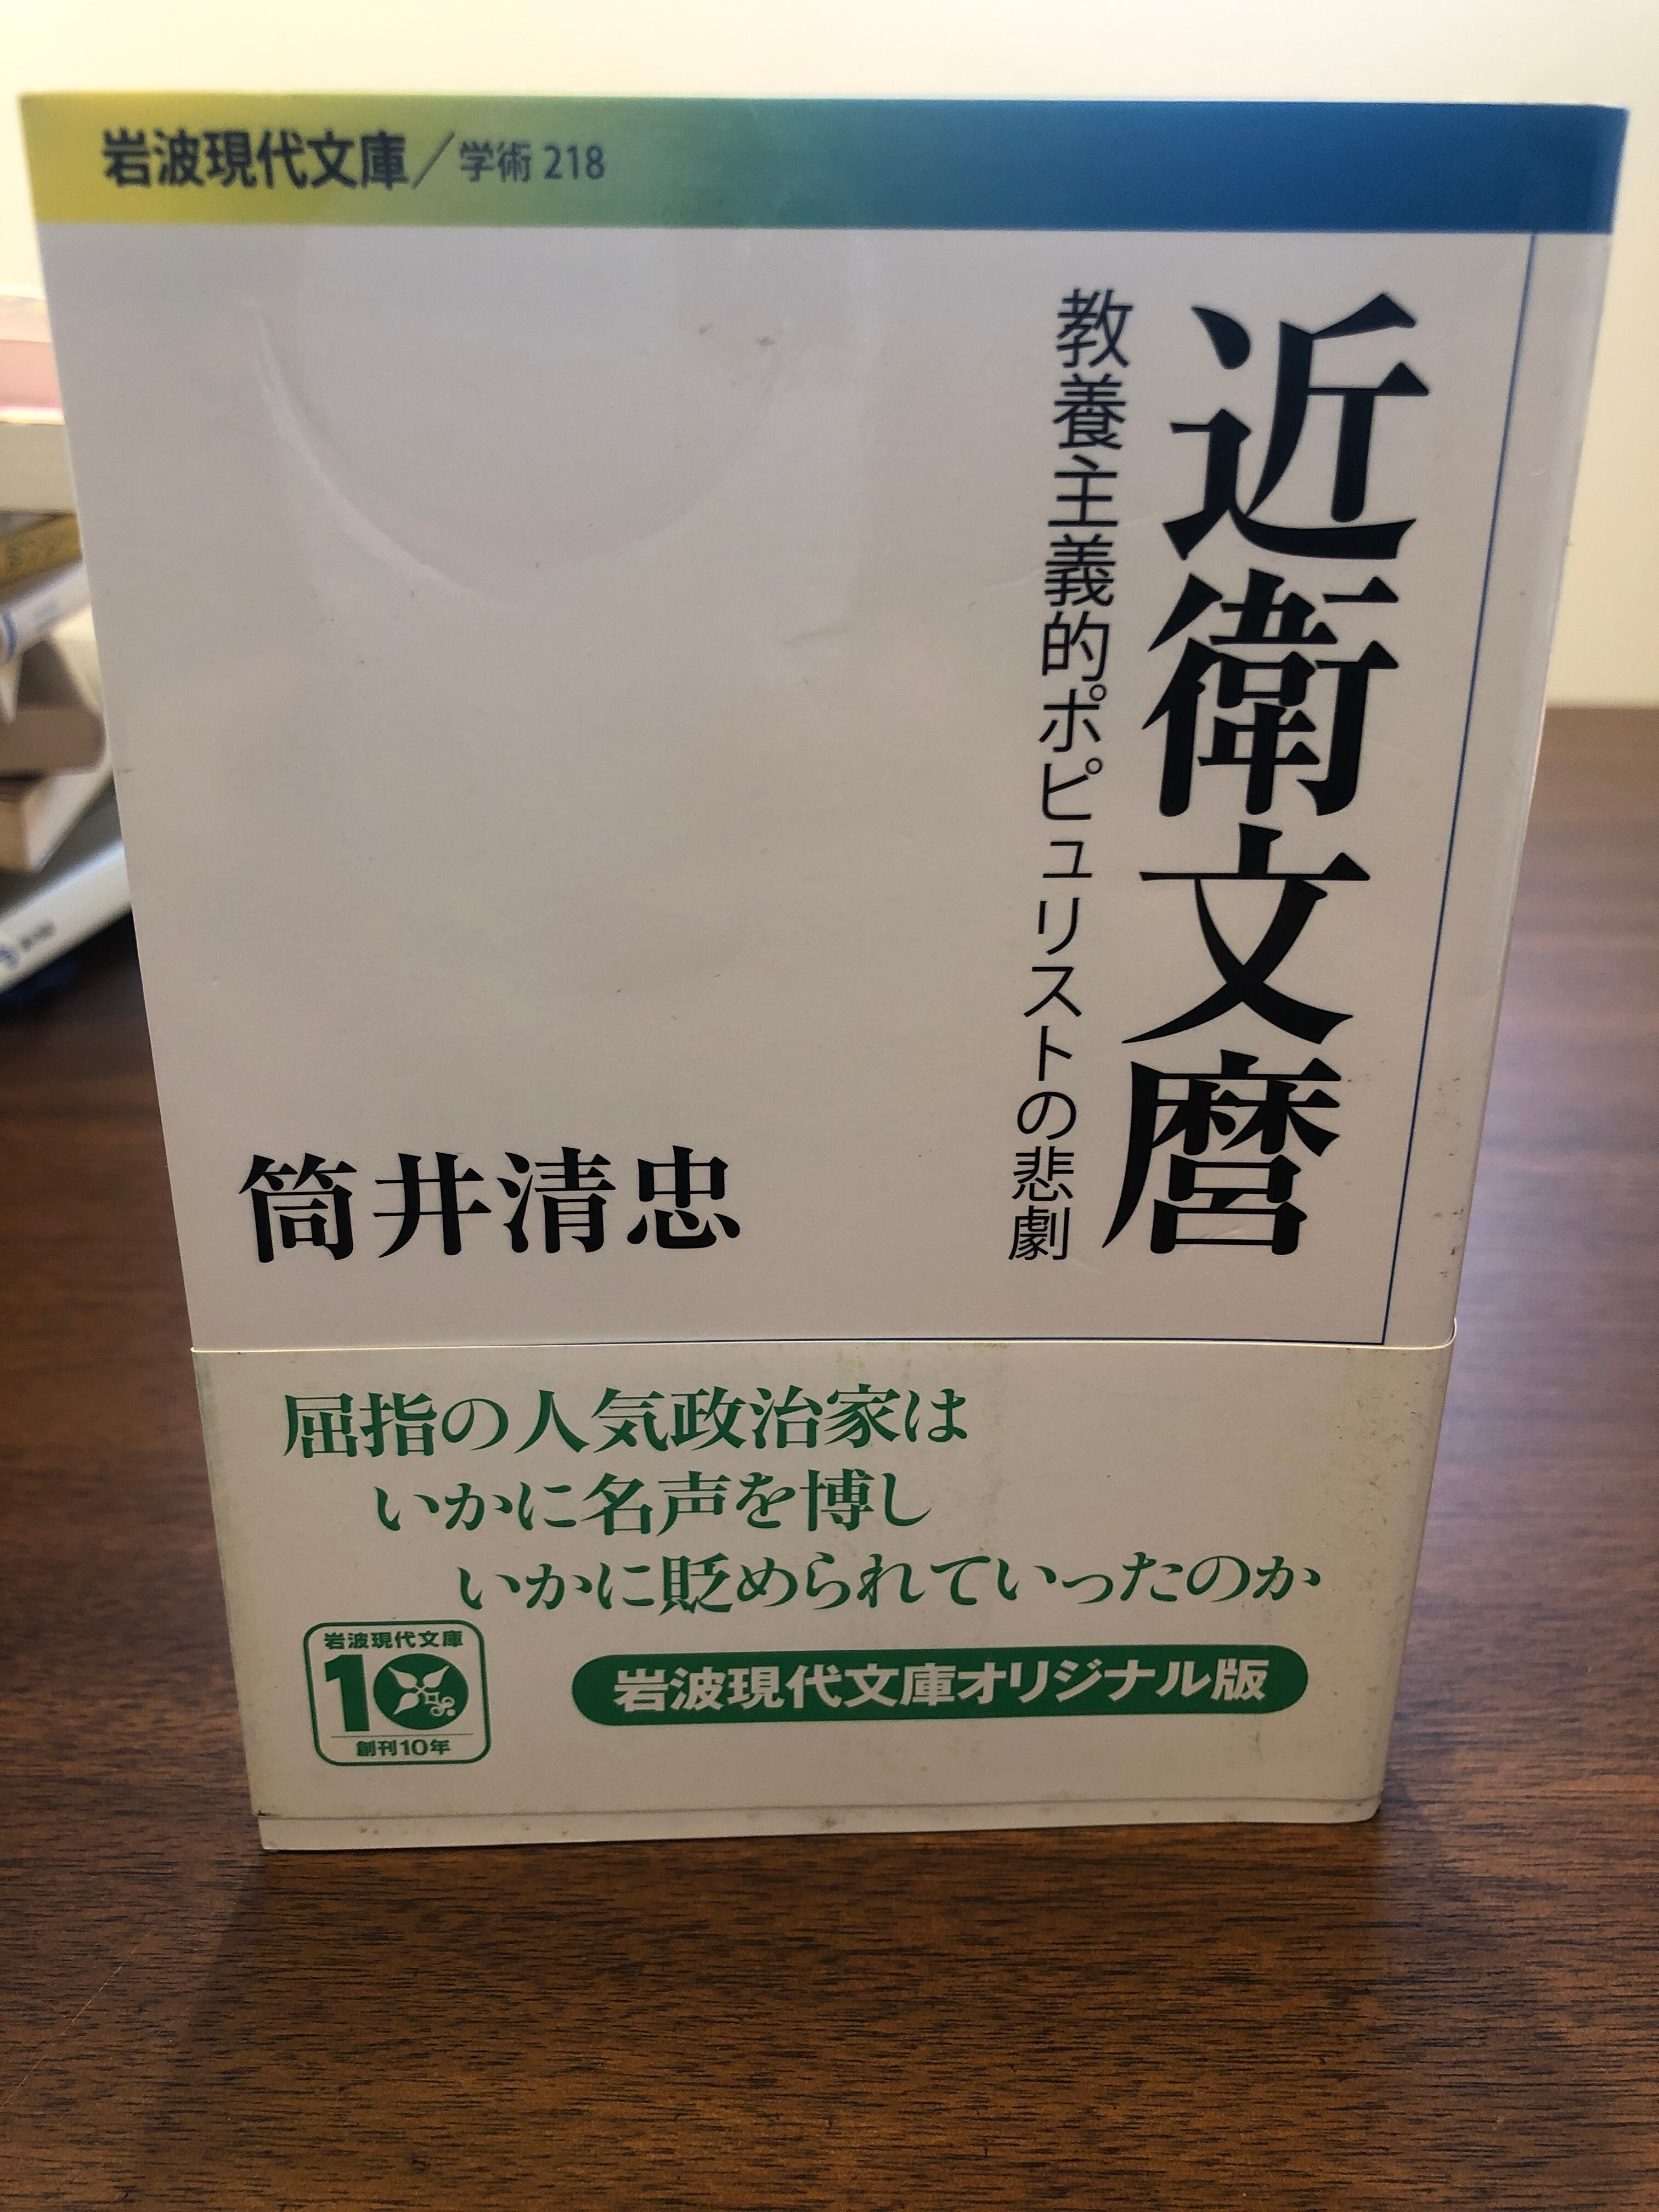 岩波現代文庫／学術 218
近衛文麿
教養主義的ポピュリストの悲劇
筒井清忠
屈指の人気政治家は
いかに名声を博し
いかに貶められていったのか
岩波現代文庫
10
創刊10年
岩波現代文庫オリジナル版